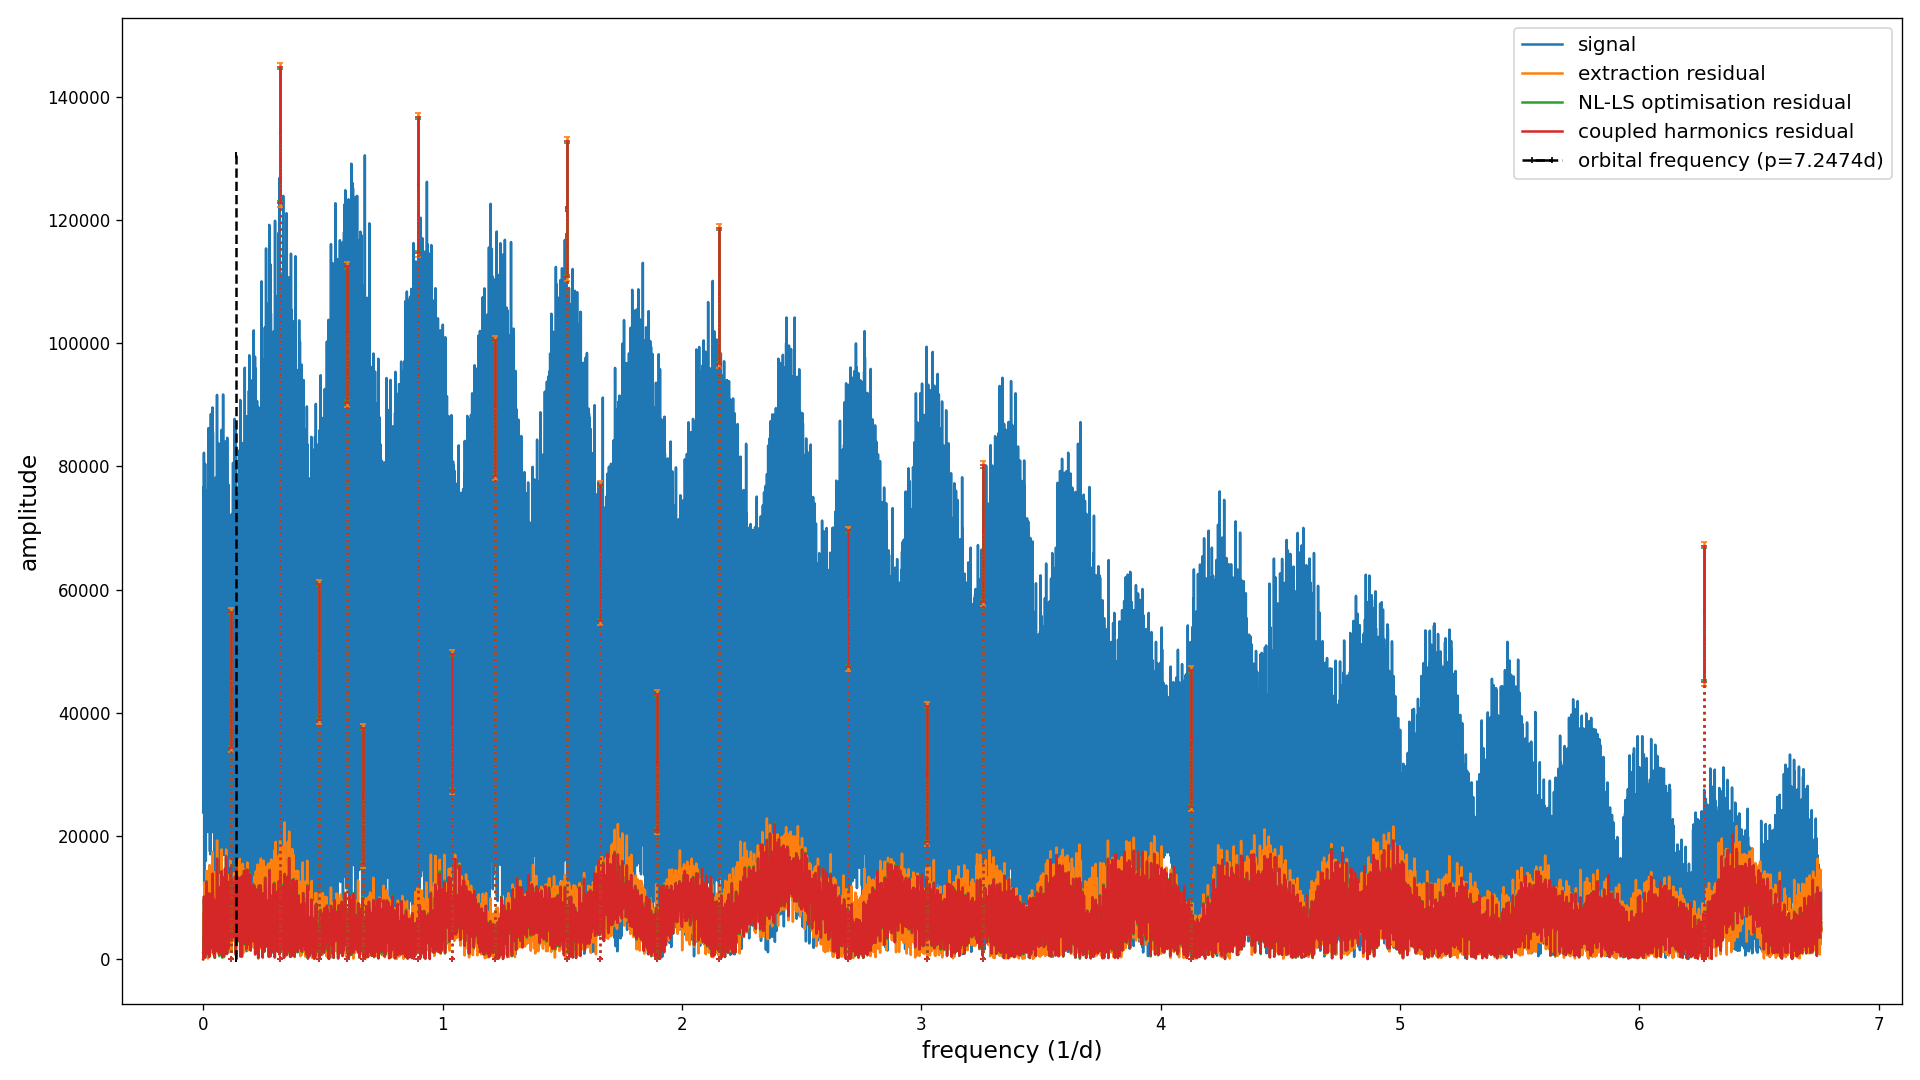 signal
extraction residual
NL-LS optimisation residual
coupled harmonics residual
orbital frequency (p=7.2474d)
140000
120000
100000
80000
60000
40000
20000
0
amplitude
0 1 2 3 4 5 6 7
frequency (1/d)